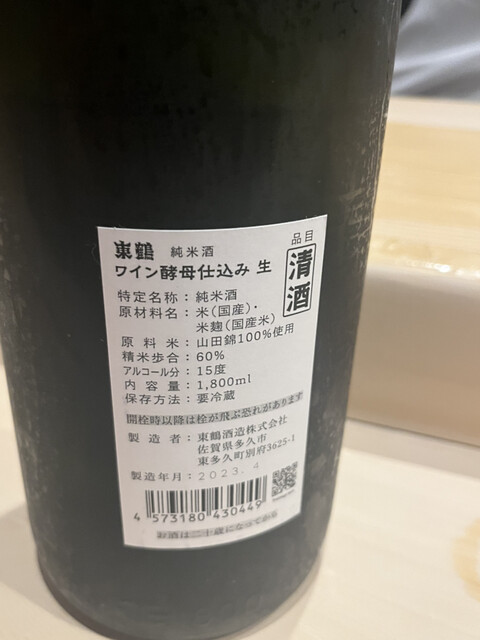 東鶴 純米酒
ワイン酵母仕込み 生
品目
清酒
特定名称：純米酒
原材料名：米（国産）・
米麹（国産米）
原料米：山田錦100%使用
精米歩合：60%
アルコール分：15度
内容量：1,800ml
保存方法：要冷蔵
開栓時以降は栓が飛ぶ恐れがあります
製造者：東鶴酒造株式会社
佐賀県多久市
東多久町別府3625-1
製造年月：2023.4
4 573180 430449
お酒は二十歳になってから